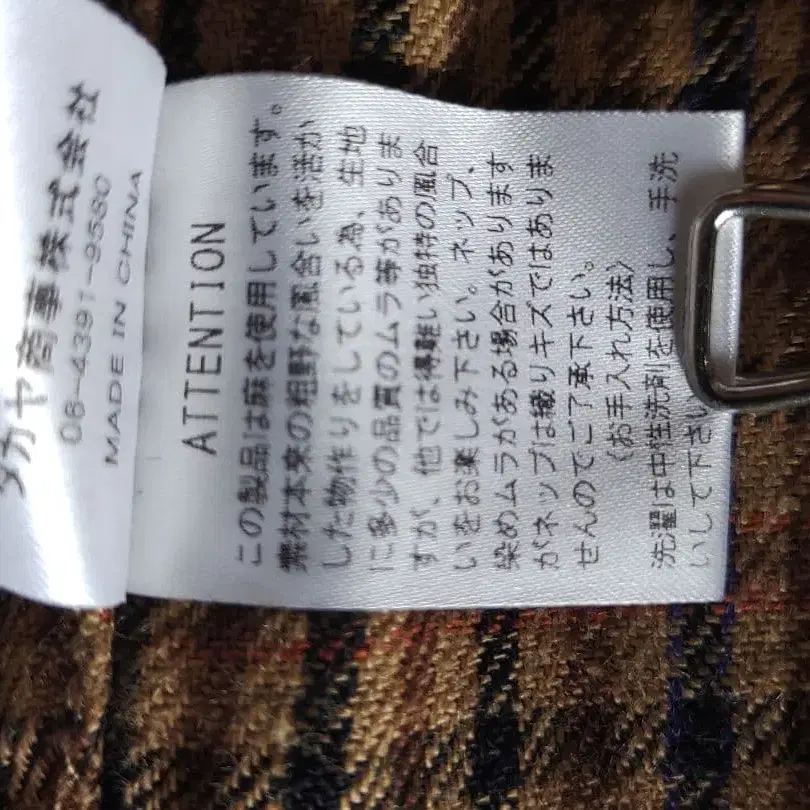 タカヤ商事株式会社
06-4391-9580
MADE IN CHINA
ATTENTION
この製品は麻を使用しています。
素材本来の粗野な風合いを活か
した物作りをしている為、生地
に多少の品質のムラ等がありま
すが、他では得難い独特の風合
いをお楽しみ下さい。ネップ、
染めムラがある場合があります
がネップは織りキズではありま
せんのでご了承下さい。
〈お手入れ方法〉
洗濯は中性洗剤を使用し、手洗
いして下さい